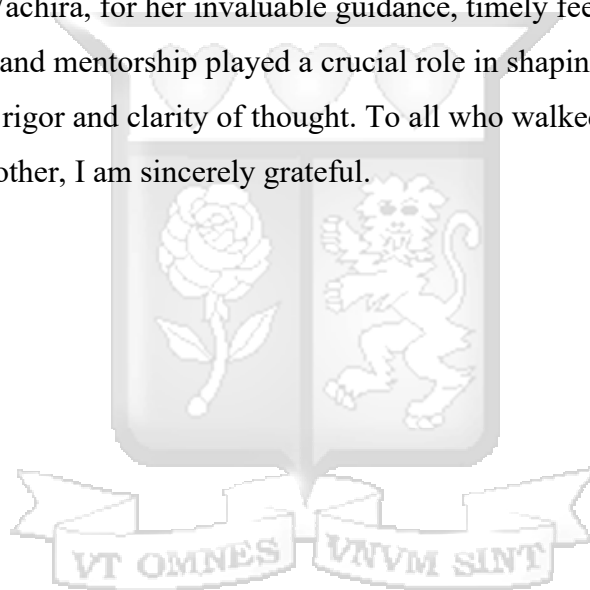 achira, for her invaluable guidance, timely fee
and mentorship played a crucial role in shapin
rigor and clarity of thought. To all who walked
other, I am sincerely grateful.
VT OMNES VNVM SINT